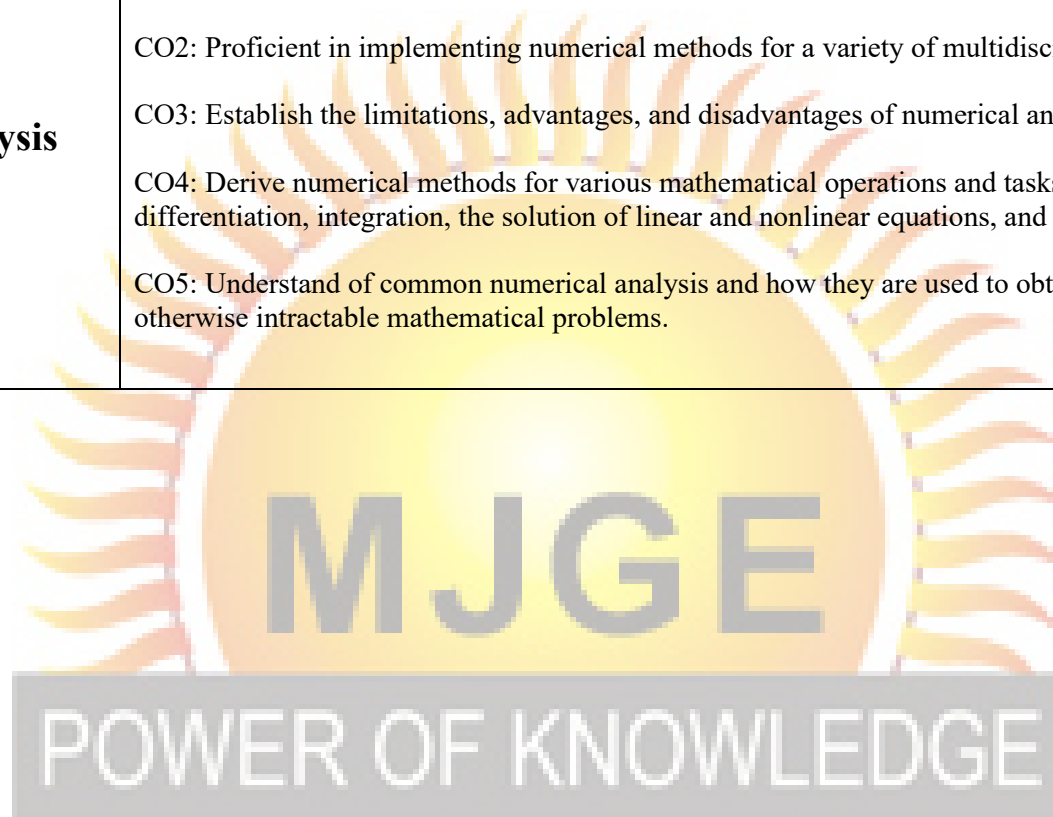 CO2: Proficient in implementing numerical methods for a variety of multidisc
CO3: Establish the limitations, advantages, and disadvantages of numerical an
ysis
CO4: Derive numerical methods for various mathematical operations and tasks
differentiation, integration, the solution of linear and nonlinear equations, and
CO5: Understand of common numerical analysis and how they are used to obt
otherwise intractable mathematical problems.
MJGE
POWER OF KNOWLEDGE